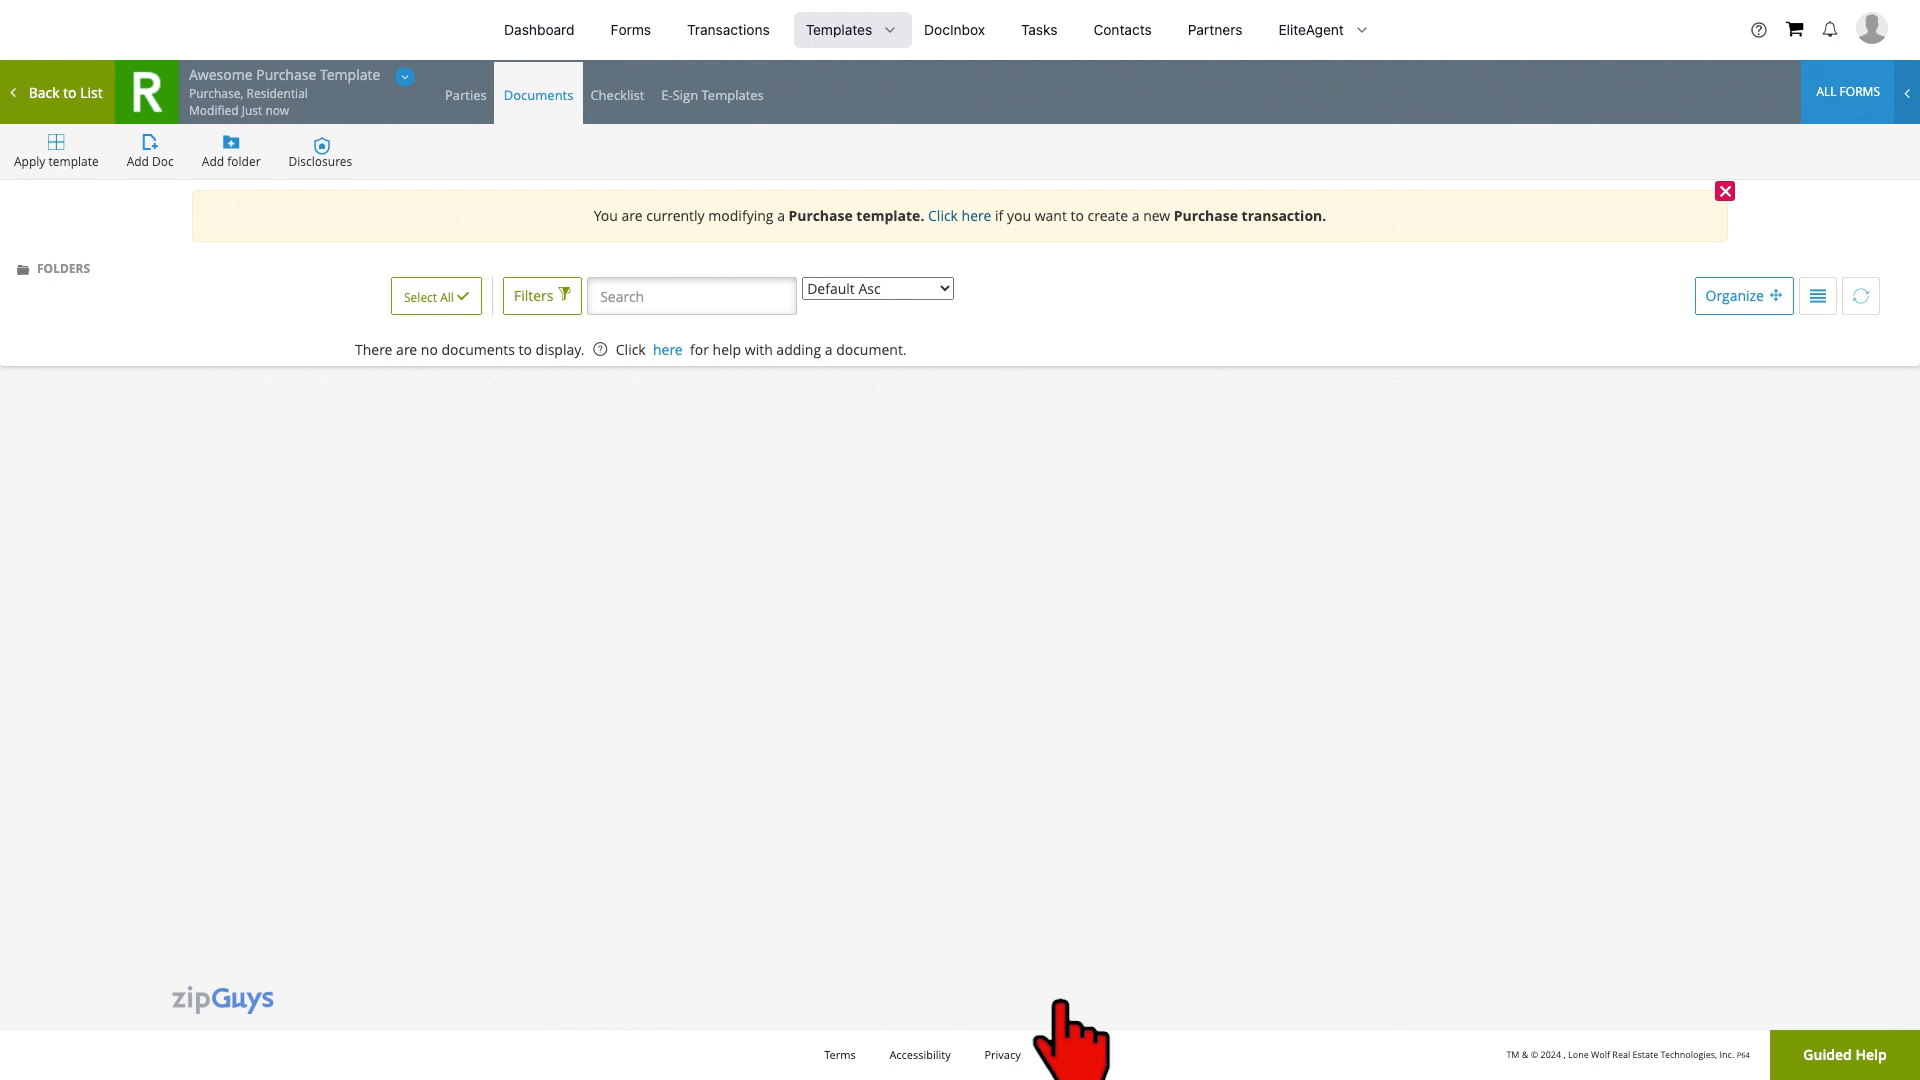 Dashboard Forms Transactions Templates DocInbox Tasks Contacts Partners EliteAgent
Back to List
R
Awesome Purchase Template
Purchase, Residential
Modified Just now
Parties Documents Checklist E-Sign Templates
ALL FORMS
Apply template Add Doc Add folder Disclosures
You are currently modifying a Purchase template. Click here if you want to create a new Purchase transaction.
FOLDERS
Select All Filters Search Default Asc Organize
There are no documents to display. Click here for help with adding a document.
zipGuys
Terms Accessibility Privacy
TM & © 2024 , Lone Wolf Real Estate Technologies, Inc. P64
Guided Help